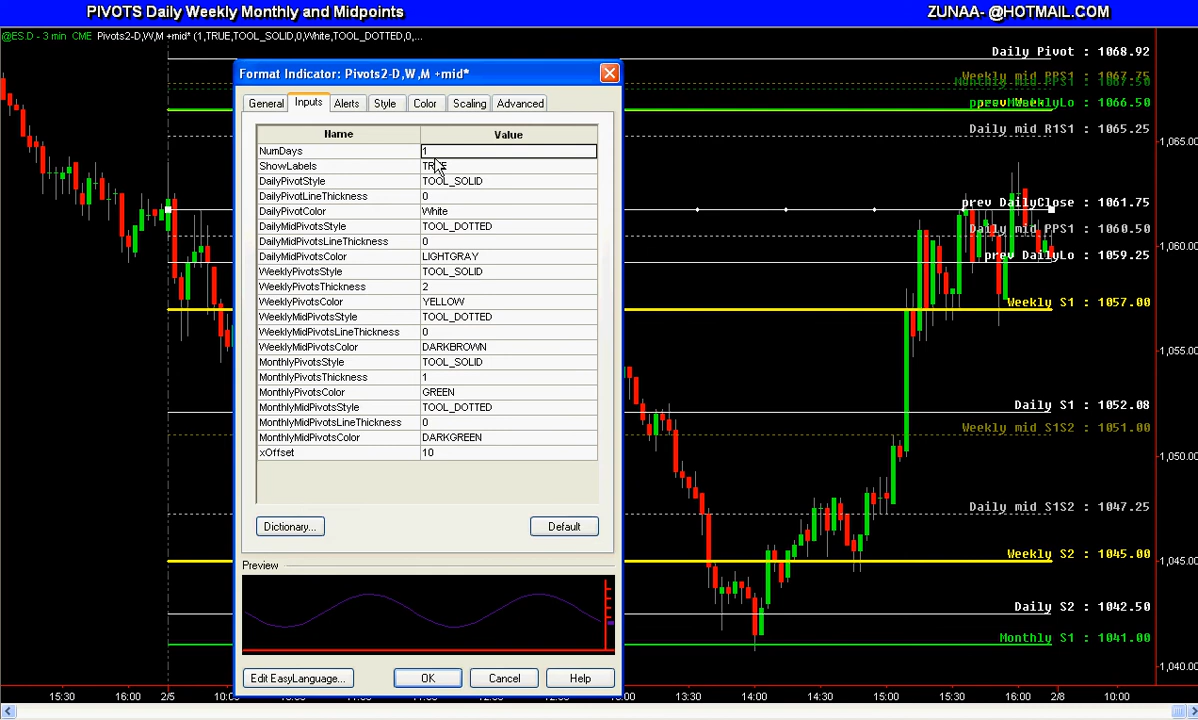 PIVOTS Daily Weekly Monthly and Midpoints
ZUNAA- @HOTMAIL.COM
@ES.D - 3 min CME Pivots2-D,W,M +mid* (1,TRUE,TOOL_SOLID,0,White,TOOL_DOTTED,0,...
Format Indicator: Pivots2-D,W,M +mid*
General Inputs Alerts Style Color Scaling Advanced
Name Value
NumDays 1
ShowLabels TRUE
DailyPivotStyle TOOL_SOLID
DailyPivotLineThickness 0
DailyPivotColor White
DailyMidPivotsStyle TOOL_DOTTED
DailyMidPivotsLineThickness 0
DailyMidPivotsColor LIGHTGRAY
WeeklyPivotsStyle TOOL_SOLID
WeeklyPivotsThickness 2
WeeklyPivotsColor YELLOW
WeeklyMidPivotsStyle TOOL_DOTTED
WeeklyMidPivotsLineThickness 0
WeeklyMidPivotsColor DARKBROWN
MonthlyPivotsStyle TOOL_SOLID
MonthlyPivotsThickness 1
MonthlyPivotsColor GREEN
MonthlyMidPivotsStyle TOOL_DOTTED
MonthlyMidPivotsLineThickness 0
MonthlyMidPivotsColor DARKGREEN
xOffset 10
Dictionary... Default
Preview
Edit EasyLanguage... OK Cancel Help
Daily Pivot : 1068.92
Weekly mid PPS1 : 1067.75
: 1066.50
Daily mid R1S1 : 1065.25
prev DailyClose : 1061.75
Daily mid PPS1 : 1060.50
prev DailyLo : 1059.25
Weekly S1 : 1057.00
Daily S1 : 1052.08
Weekly mid S1S2 : 1051.00
Daily mid S1S2 : 1047.25
Weekly S2 : 1045.00
Daily S2 : 1042.50
Monthly S1 : 1041.00
1,065.00
1,060.00
1,055.00
1,050.00
1,045.00
1,040.00
15:30 16:00 2/5 13:30 14:00 14:30 15:00 15:30 16:00 2/8 10:00